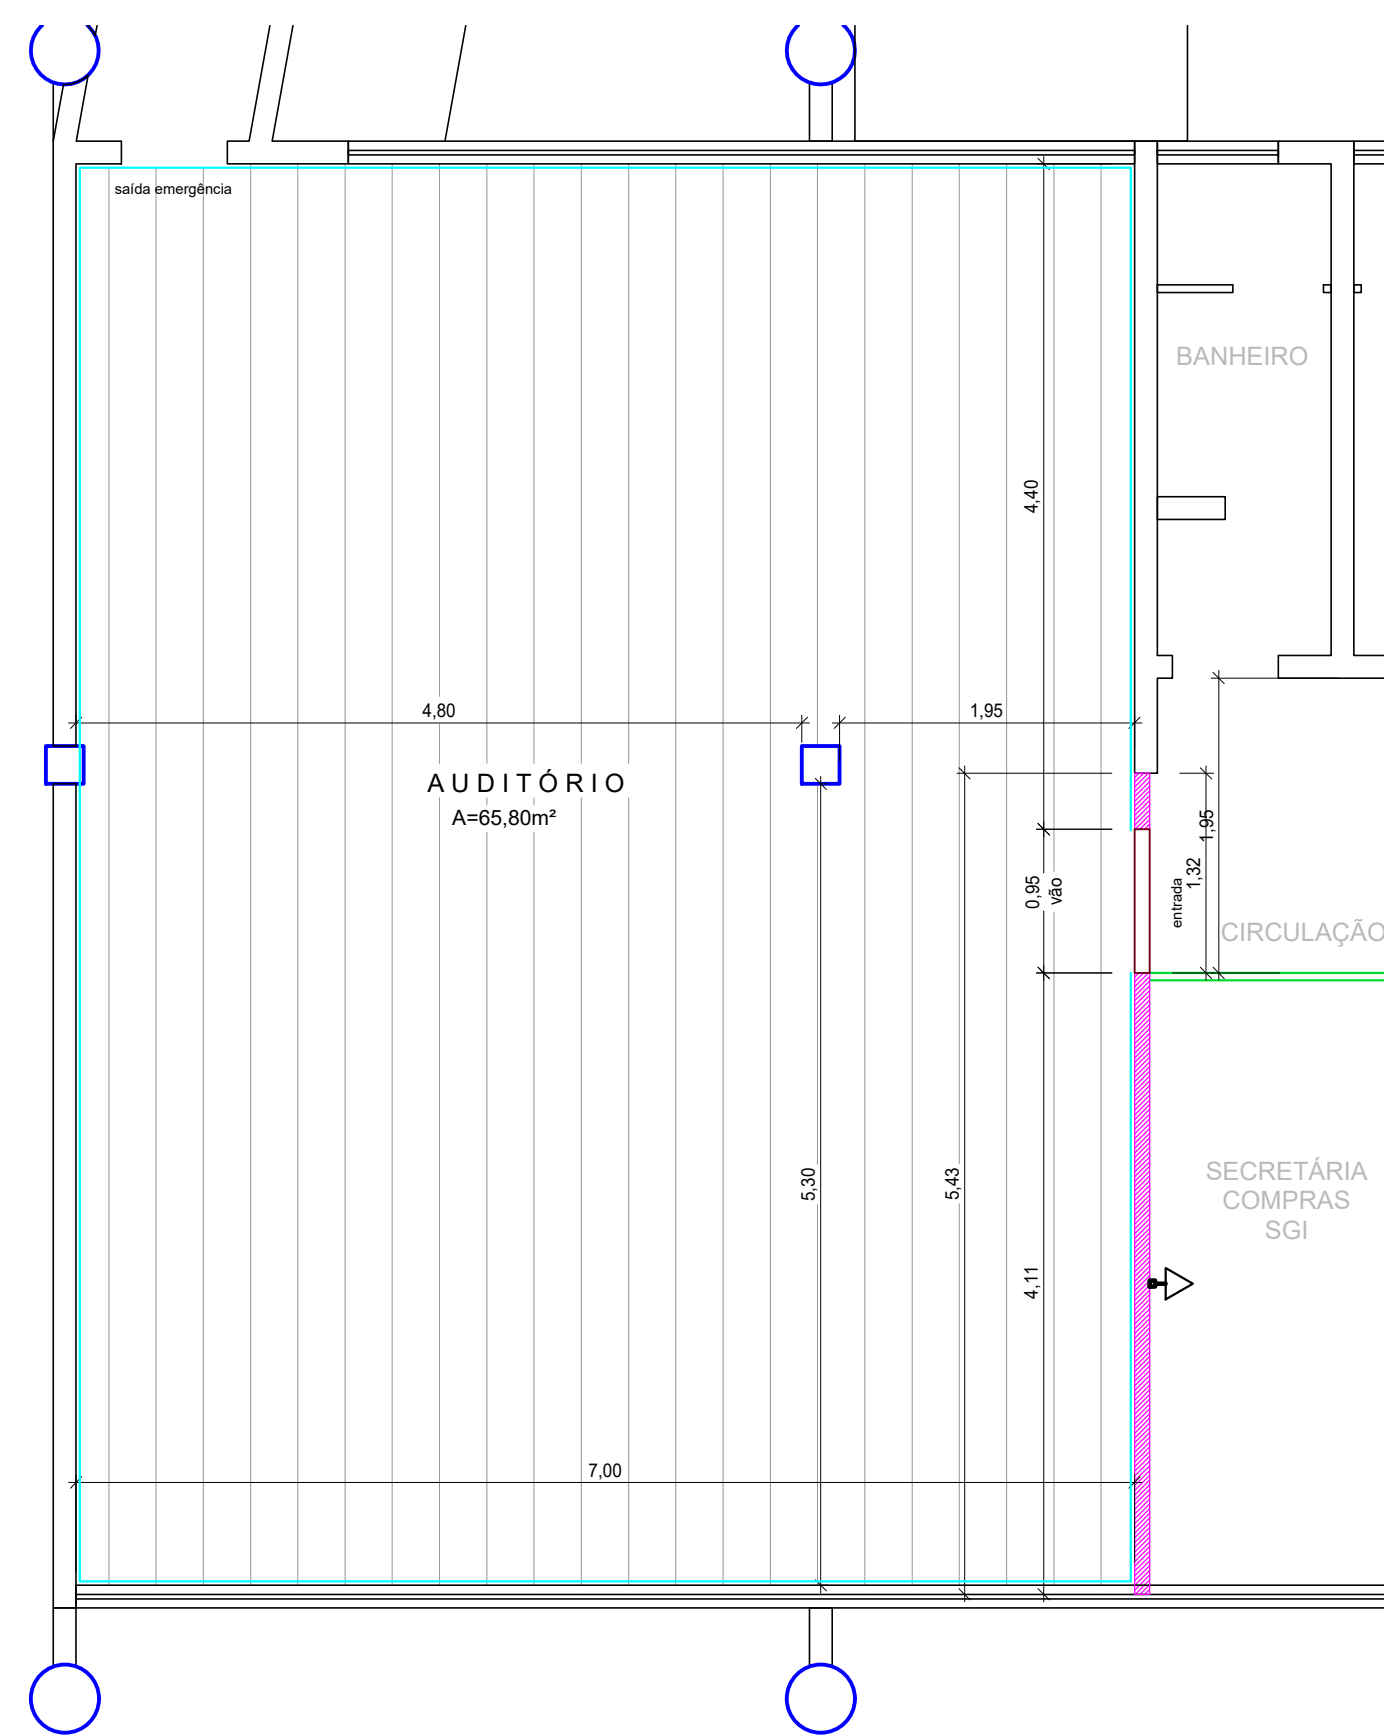 saída emergência
BANHEIRO
4,40
4,80
1,95
AUDITÓRIO
A=65,80m²
1,95
1,32
0,95
vão
entrada
CIRCULAÇÃO
5,30
5,43
SECRETÁRIA
COMPRAS
SGI
4,11
7,00